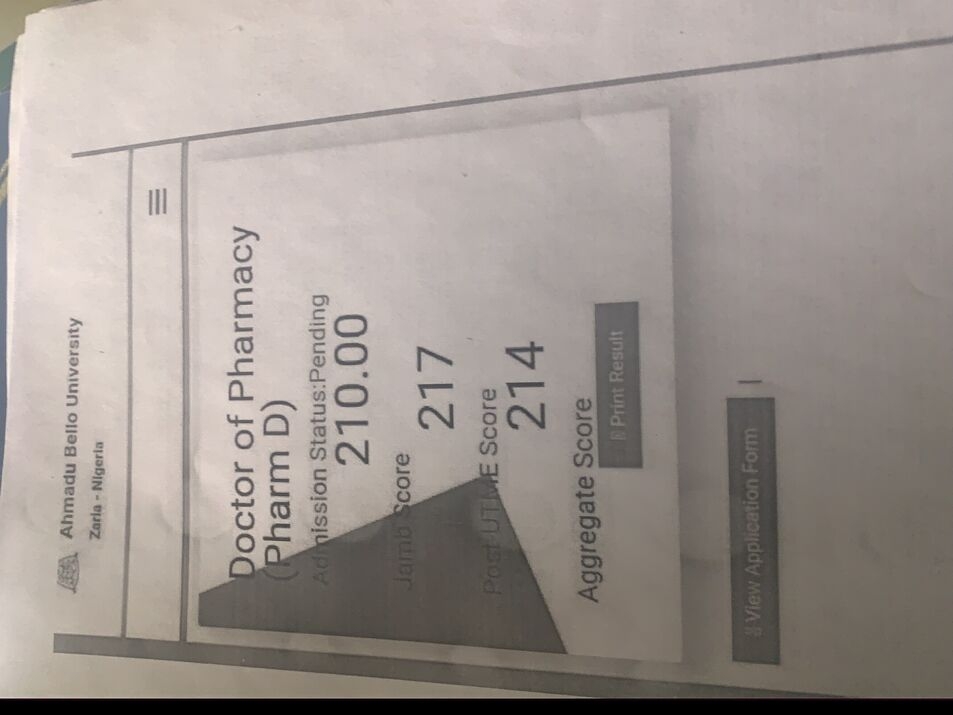 Ahmadu Bello University
Zaria - Nigeria
Doctor of Pharmacy
(Pharm D)
Admission Status:Pending
210.00
Jamb Score
217
Post UTME Score
214
Aggregate Score
Print Result
View Application Form